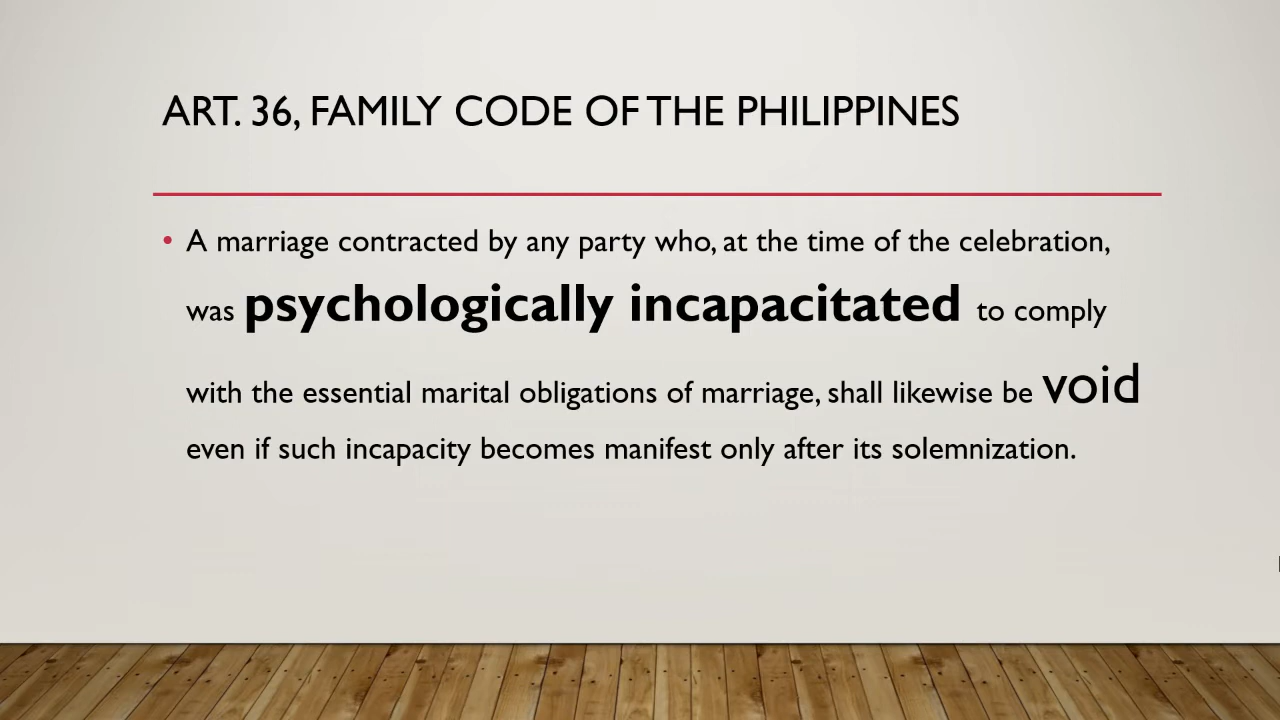 ART. 36, FAMILY CODE OF THE PHILIPPINES
• A marriage contracted by any party who, at the time of the celebration,
was psychologically incapacitated to comply
with the essential marital obligations of marriage, shall likewise be void
even if such incapacity becomes manifest only after its solemnization.